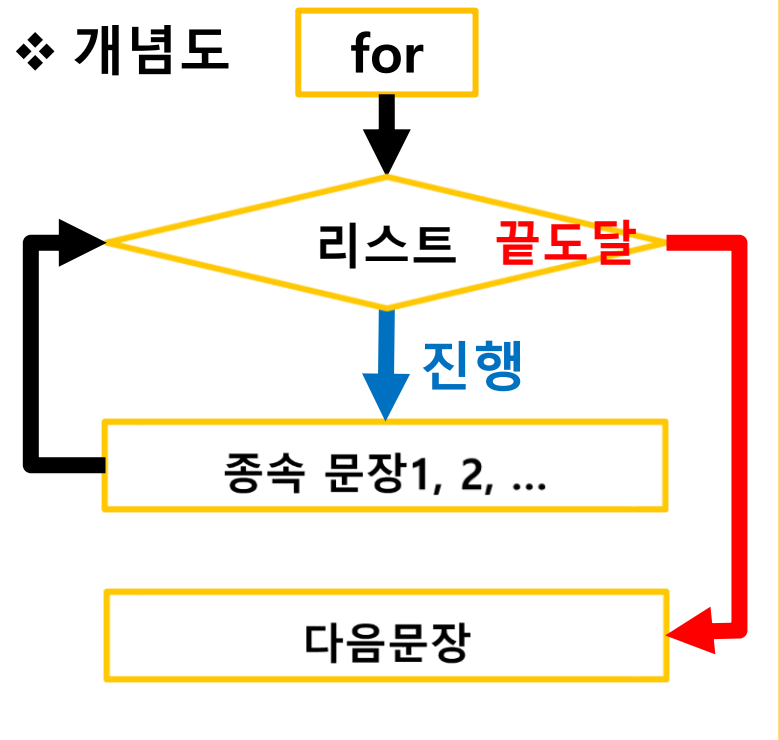 ❖ 개념도
for
리스트 끝도달
진행
종속 문장1, 2, ...
다음문장